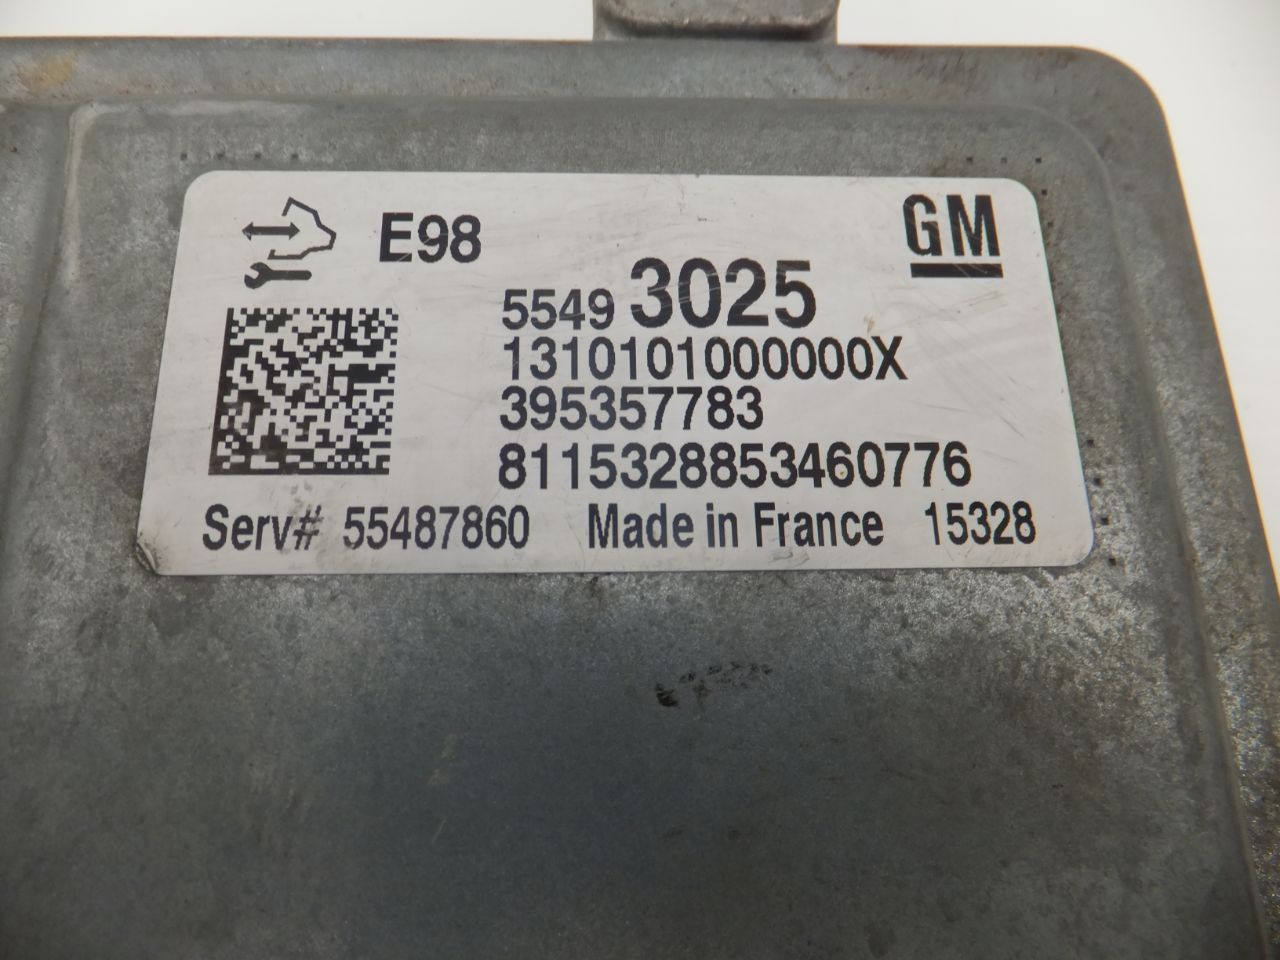 E98
GM
5549 3025
1310101000000X
395357783
8115328853460776
Serv# 55487860 Made in France 15328